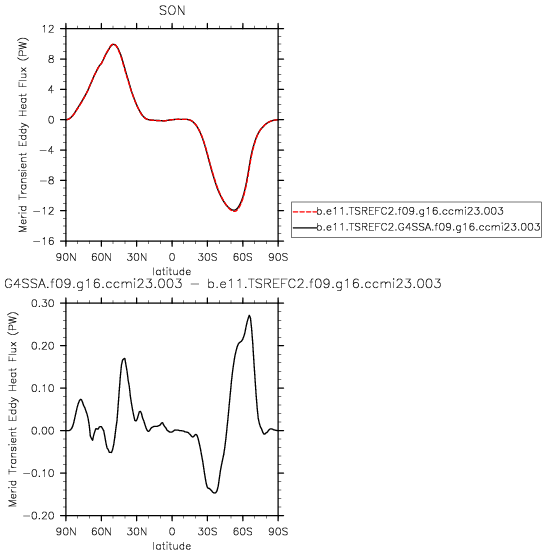 SON
Merid Transient Eddy Heat Flux (PW)
12
8
4
0
−4
−8
−12
−16
90N 60N 30N 0 30S 60S 90S
latitude
b.e11.TSREFC2.f09.g16.ccmi23.003
b.e11.TSREFC2.G4SSA.f09.g16.ccmi23.003
G4SSA.f09.g16.ccmi23.003 − b.e11.TSREFC2.f09.g16.ccmi23.003
Merid Transient Eddy Heat Flux (PW)
0.30
0.20
0.10
0.00
−0.10
−0.20
90N 60N 30N 0 30S 60S 90S
latitude